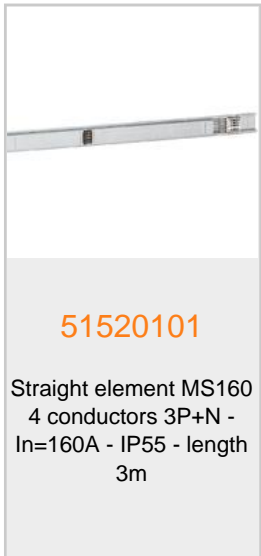 51520101
Straight element MS160
4 conductors 3P+N -
In=160A - IP55 - length
3m